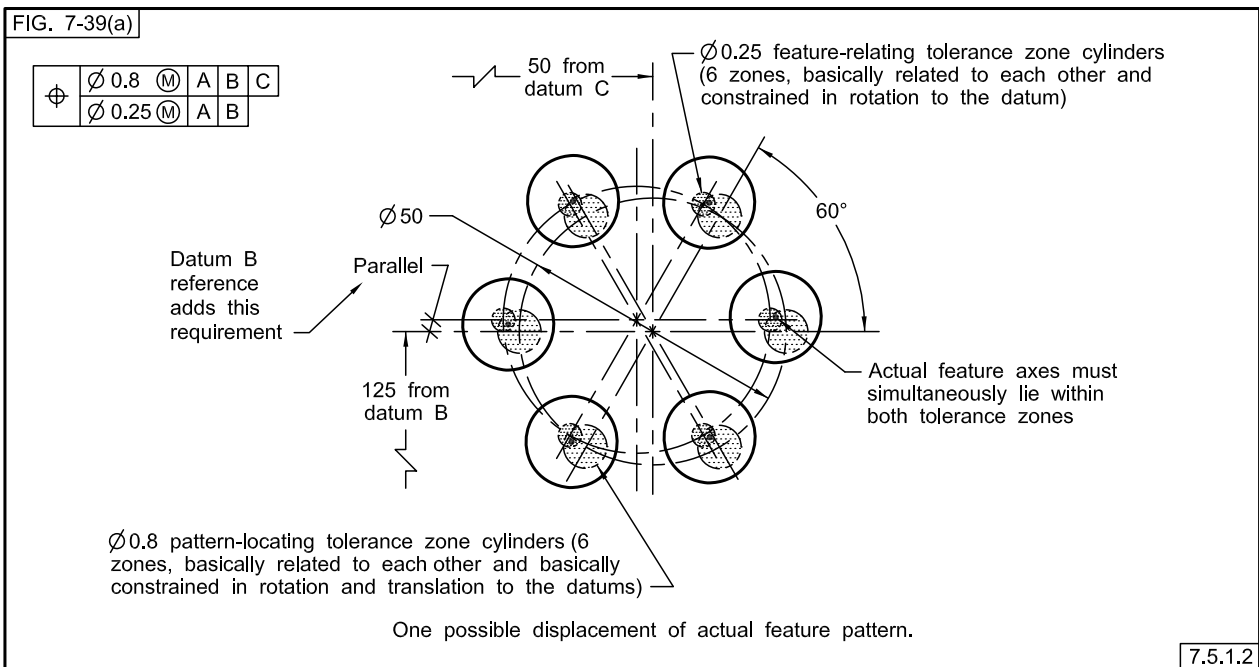 FIG. 7-39(a)
⌖ ∅ 0.8 Ⓜ A B C
∅ 0.25 Ⓜ A B
50 from
datum C
∅0.25 feature-relating tolerance zone cylinders
(6 zones, basically related to each other and
constrained in rotation to the datum)
∅50
60°
Datum B
reference
adds this
requirement
Parallel
125 from
datum B
Actual feature axes must
simultaneously lie within
both tolerance zones
∅0.8 pattern-locating tolerance zone cylinders (6
zones, basically related to each other and basically
constrained in rotation and translation to the datums)
One possible displacement of actual feature pattern.
7.5.1.2